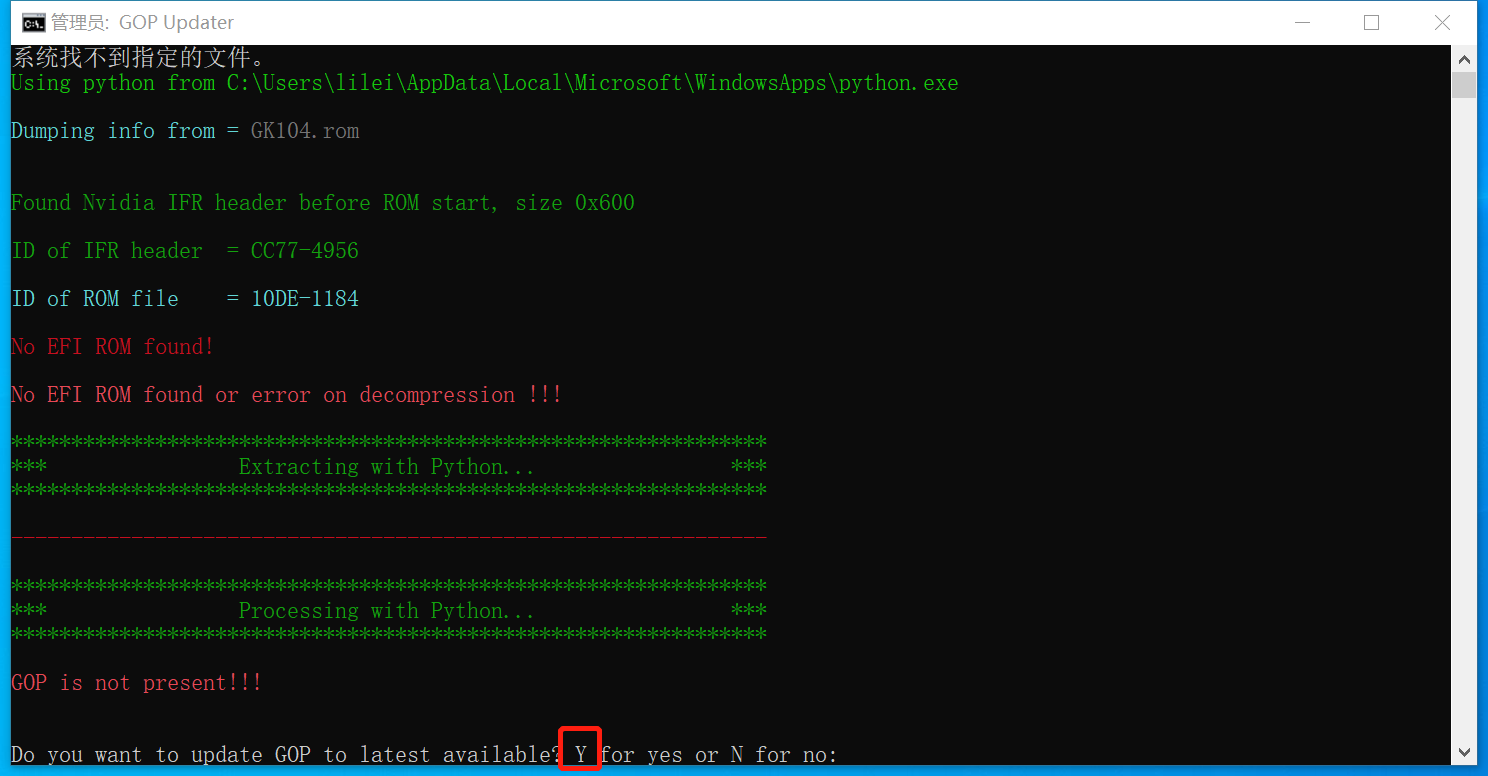 管理员: GOP Updater
系统找不到指定的文件。
Using python from C:\Users\lilei\AppData\Local\Microsoft\WindowsApps\python.exe
Dumping info from = GK104.rom
Found Nvidia IFR header before ROM start, size 0x600
ID of IFR header  = CC77-4956
ID of ROM file    = 10DE-1184
No EFI ROM found!
No EFI ROM found or error on decompression !!!
***************************************************************
***                Extracting with Python...                ***
***************************************************************
---------------------------------------------------------------
***************************************************************
***                Processing with Python...                ***
***************************************************************
GOP is not present!!!
Do you want to update GOP to latest available? Y for yes or N for no: